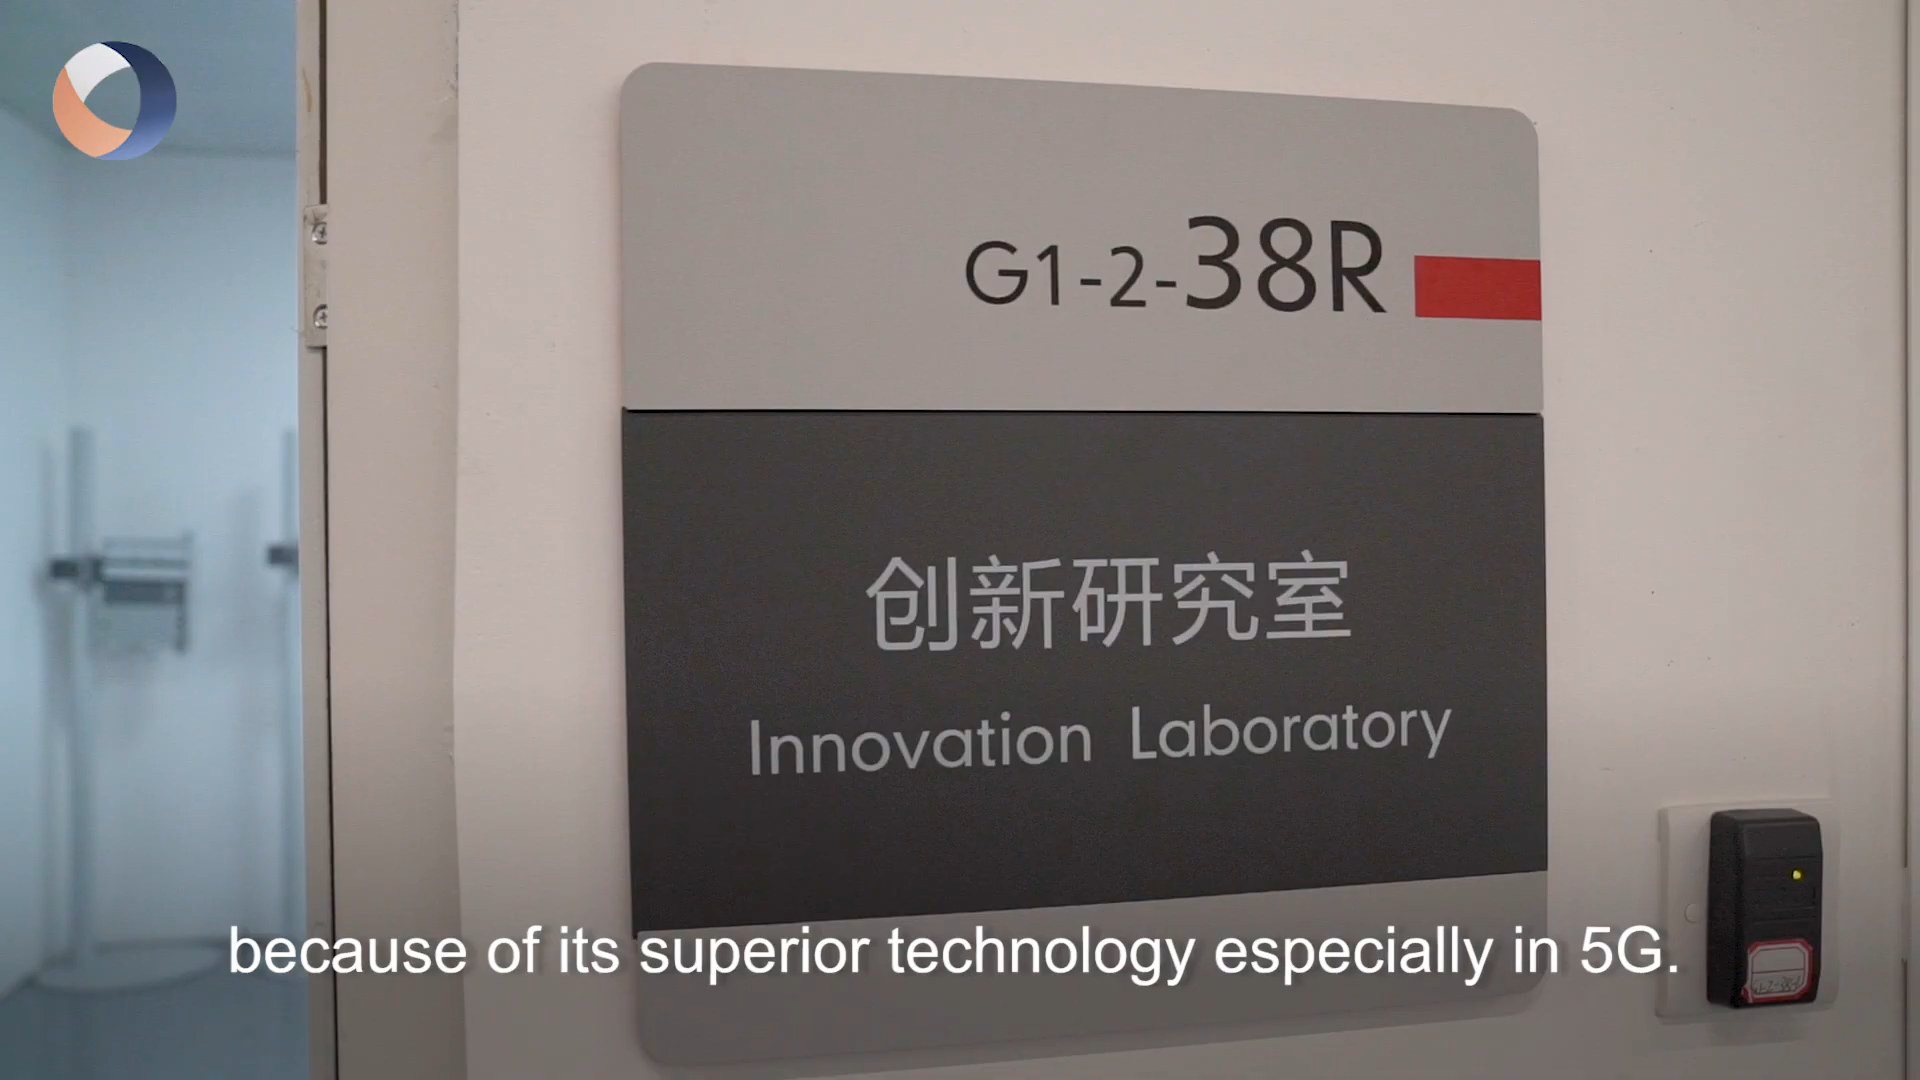 G1-2-38R
创新研究室
Innovation Laboratory
because of its superior technology especially in 5G.